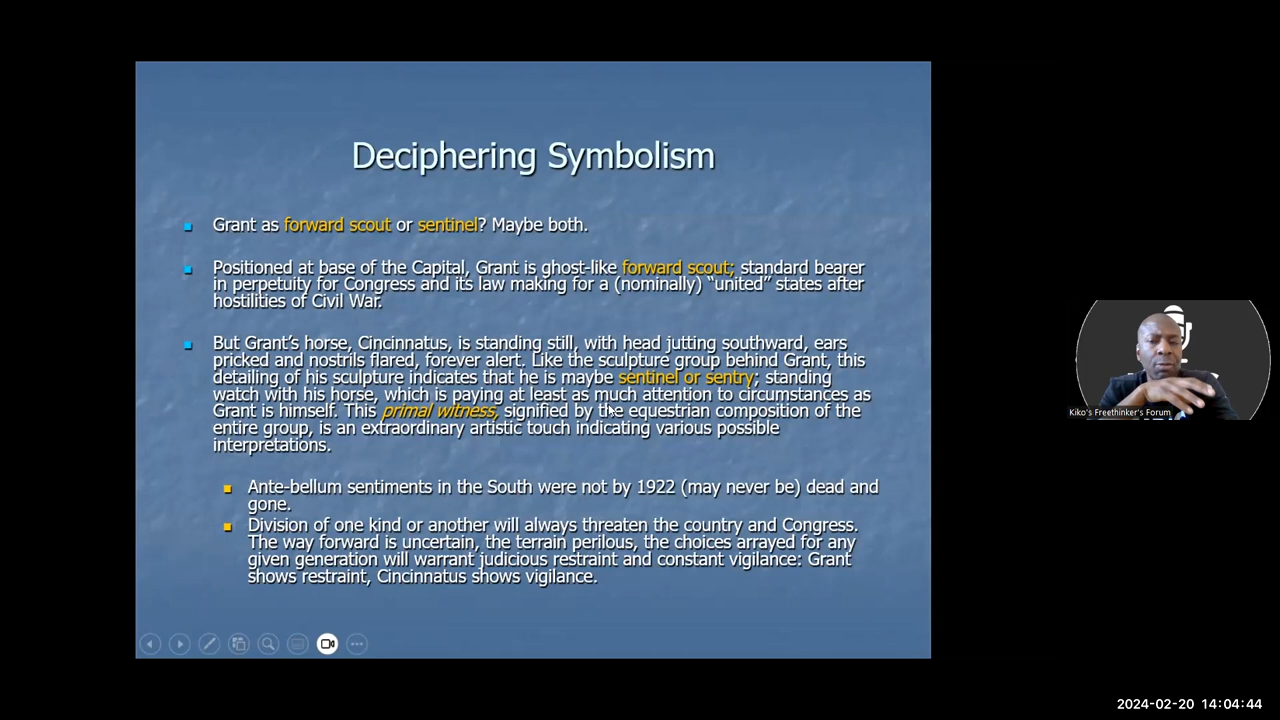 Deciphering Symbolism
Grant as forward scout or sentinel? Maybe both.
Positioned at base of the Capital, Grant is ghost-like forward scout; standard bearer
in perpetuity for Congress and its law making for a (nominally) “united” states after
hostilities of Civil War.
But Grant’s horse, Cincinnatus, is standing still, with head jutting southward, ears
pricked and nostrils flared, forever alert. Like the sculpture group behind Grant, this
detailing of his sculpture indicates that he is maybe sentinel or sentry; standing
watch with his horse, which is paying at least as much attention to circumstances as
Grant is himself. This primal witness, signified by the equestrian composition of the
entire group, is an extraordinary artistic touch indicating various possible
interpretations.
Ante-bellum sentiments in the South were not by 1922 (may never be) dead and
gone.
Division of one kind or another will always threaten the country and Congress.
The way forward is uncertain, the terrain perilous, the choices arrayed for any
given generation will warrant judicious restraint and constant vigilance: Grant
shows restraint, Cincinnatus shows vigilance.
Kiko's Freethinker's Forum
2024-02-20 14:04:44